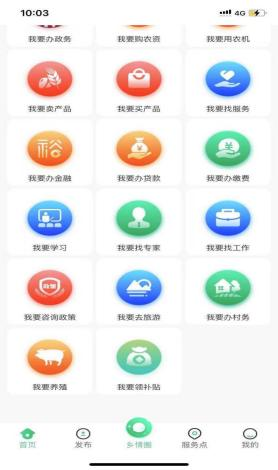 10:03
4G
我要办政务 我要购农资 我要用农机
我要卖产品 我要买产品 我要找服务
裕
我要办金融 我要办贷款 我要办缴费
我要学习 我要找专家 我要找工作
政策
我要咨询政策 我要去旅游 我要办村务
我要养殖 我要领补贴
首页 发布 乡情圈 服务点 我的